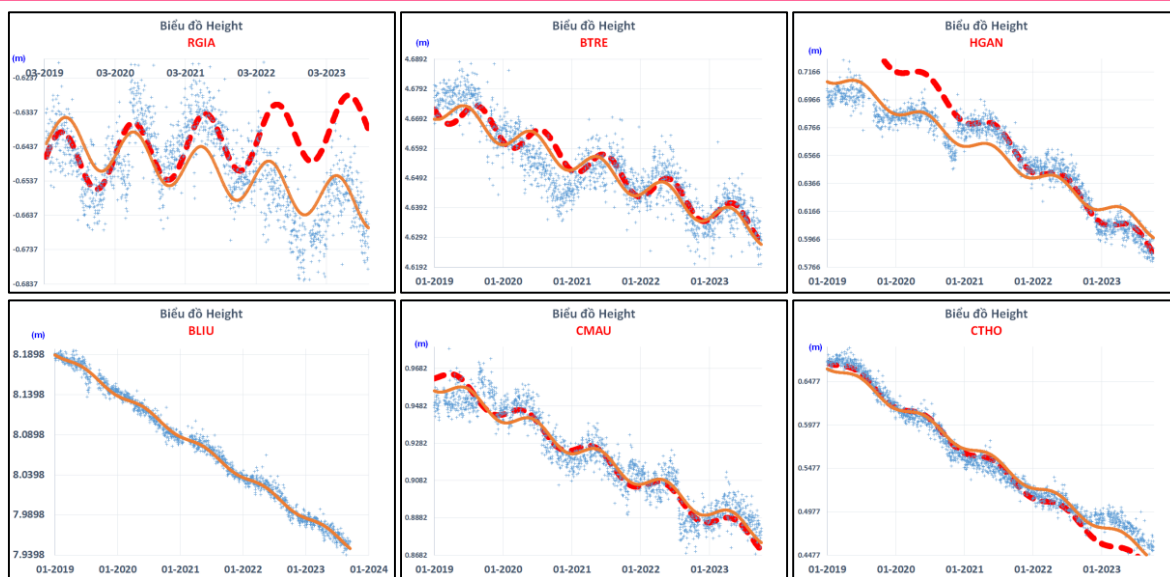 Biểu đồ Height
RGIA
(m)
03-2019 03-2020 03-2021 03-2022 03-2023
-0.6237
-0.6337
-0.6437
-0.6537
-0.6637
-0.6737
-0.6837
Biểu đồ Height
BTRE
(m)
4.6892
4.6792
4.6692
4.6592
4.6492
4.6392
4.6292
4.6192
01-2019 01-2020 01-2021 01-2022 01-2023
Biểu đồ Height
HGAN
(m)
0.7166
0.6966
0.6766
0.6566
0.6366
0.6166
0.5966
0.5766
01-2019 01-2020 01-2021 01-2022 01-2023
Biểu đồ Height
BLIU
(m)
8.1898
8.1398
8.0898
8.0398
7.9898
7.9398
01-2019 01-2020 01-2021 01-2022 01-2023 01-2024
Biểu đồ Height
CMAU
(m)
0.9682
0.9482
0.9282
0.9082
0.8882
0.8682
01-2019 01-2020 01-2021 01-2022 01-2023
Biểu đồ Height
CTHO
(m)
0.6477
0.5977
0.5477
0.4977
0.4477
01-2019 01-2020 01-2021 01-2022 01-2023